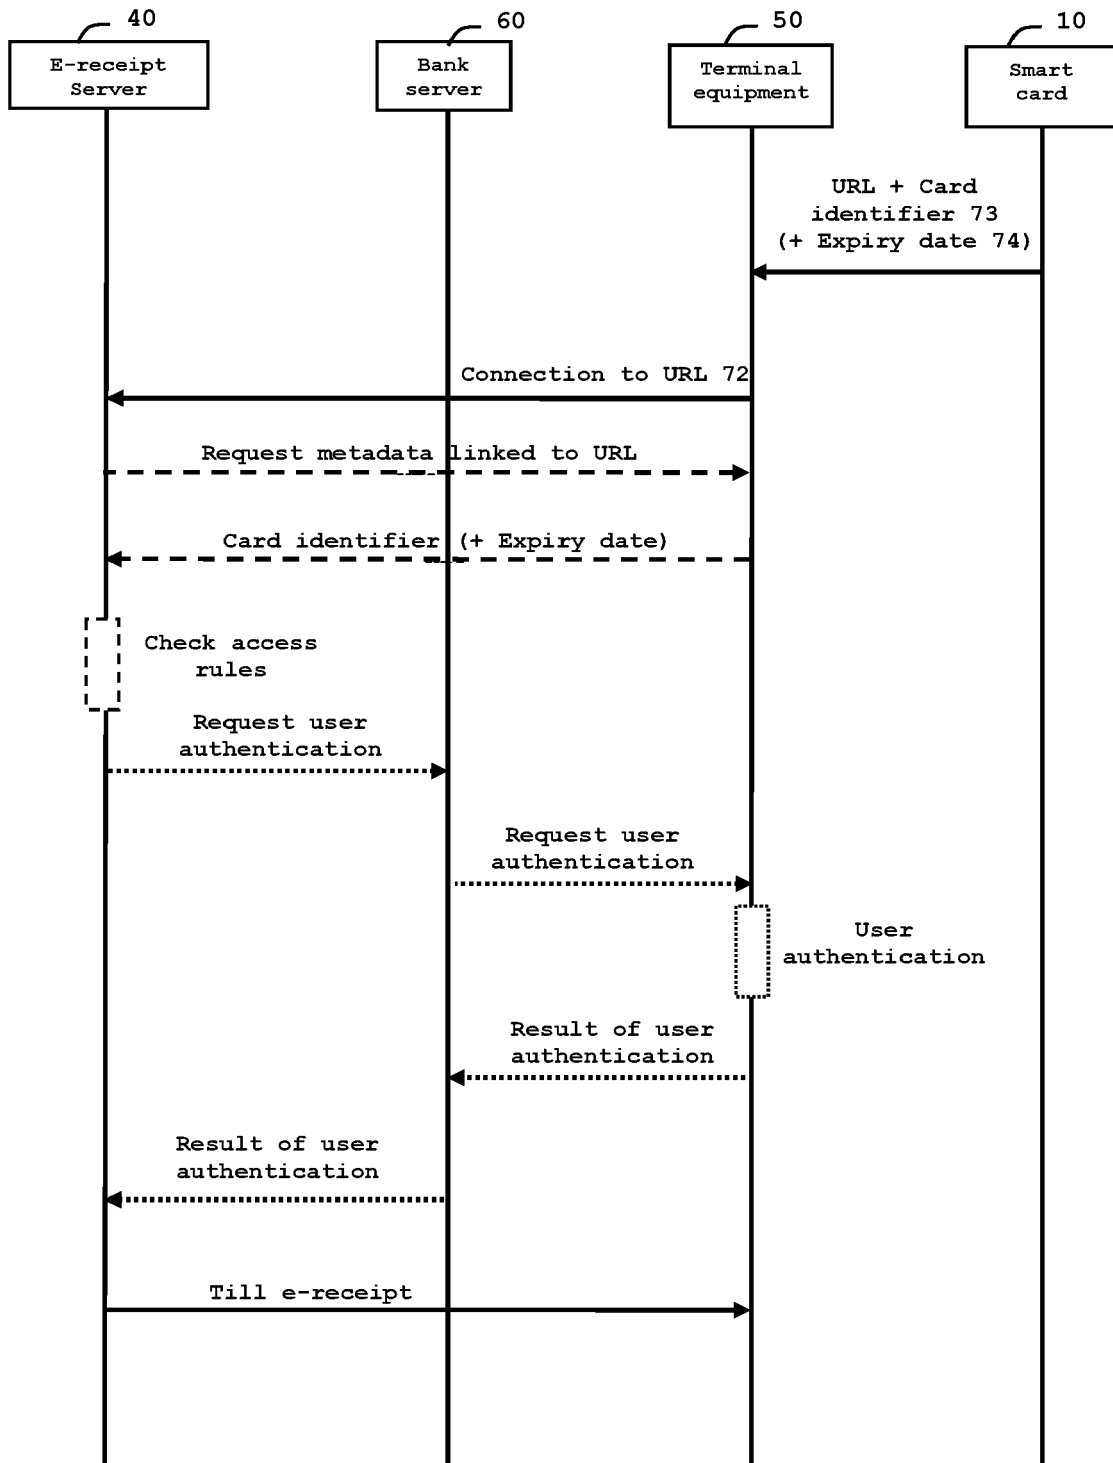 40
60
50
10
E-receipt
Server
Bank
server
Terminal
equipment
Smart
card
URL + Card
identifier 73
(+ Expiry date 74)
Connection to URL 72
Request metadata linked to URL
Card identifier (+ Expiry date)
Check access
rules
Request user
authentication
Request user
authentication
User
authentication
Result of user
authentication
Result of user
authentication
Till e-receipt